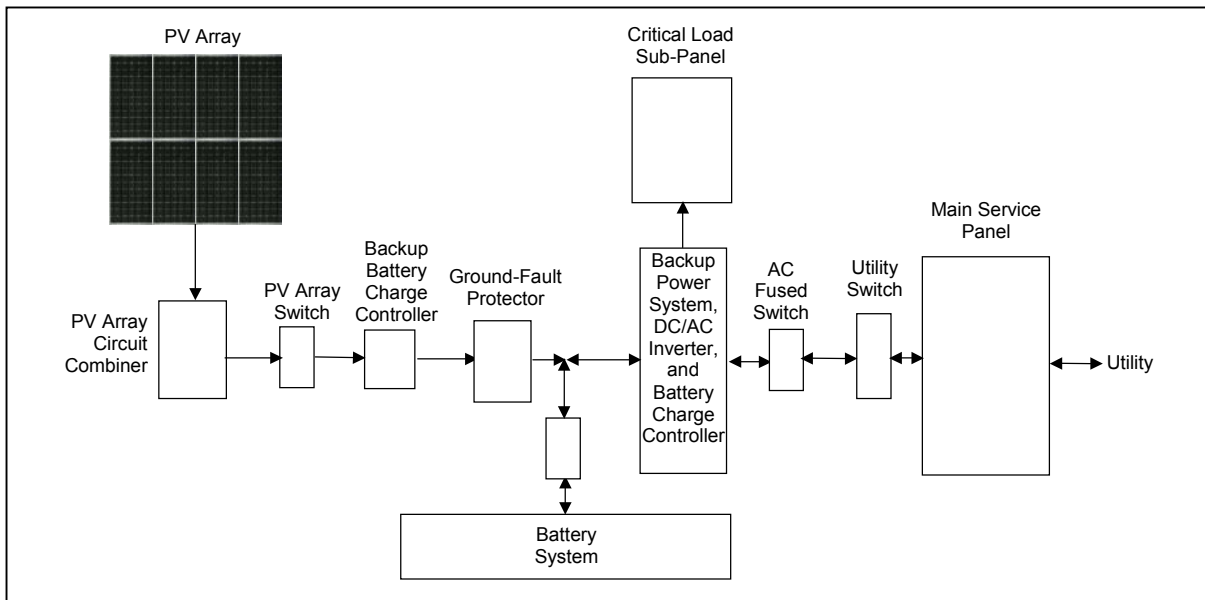 PV Array
Critical Load
Sub-Panel
Main Service
Panel
Backup
Battery
Charge
Controller
Ground-Fault
Protector
Backup
Power
System,
DC/AC
Inverter,
and
Battery
Charge
Controller
AC
Fused
Switch
Utility
Switch
PV Array
Switch
PV Array
Circuit
Combiner
Utility
Battery
System